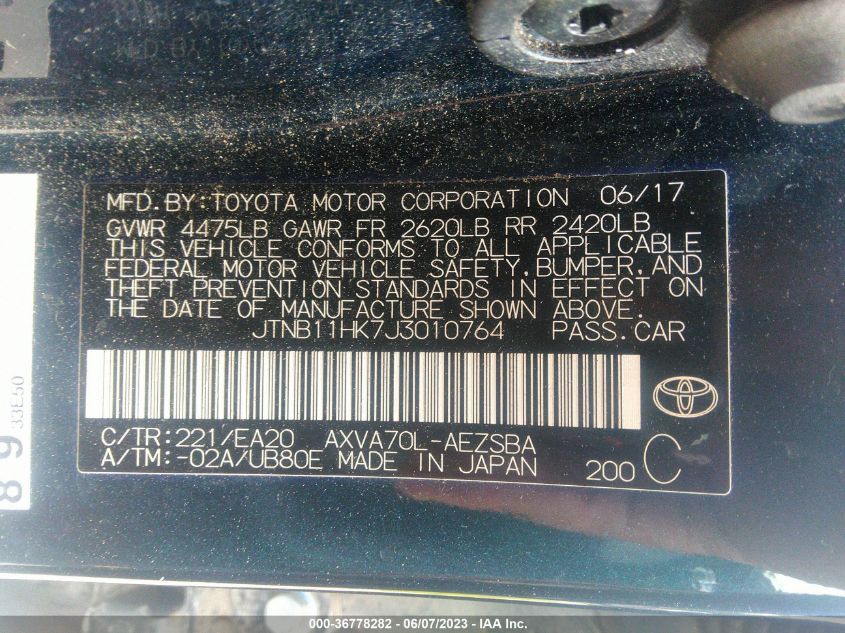 MFD.BY:TOYOTA MOTOR CORPORATION 06/17
GVWR 4475LB GAWR FR 2620LB RR 2420LB
THIS VEHICLE CONFORMS TO ALL APPLICABLE
FEDERAL MOTOR VEHICLE SAFETY,BUMPER,AND
THEFT PREVENTION STANDARDS IN EFFECT ON
THE DATE OF MANUFACTURE SHOWN ABOVE.
JTNB11HK7J3010764 PASS.CAR
C/TR:221/EA20 AXVA70L-AEZSBA
A/TM:-02A/UB80E MADE IN JAPAN 200 C
89 33E50
000-36778282 - 06/07/2023 - © IAA Inc.